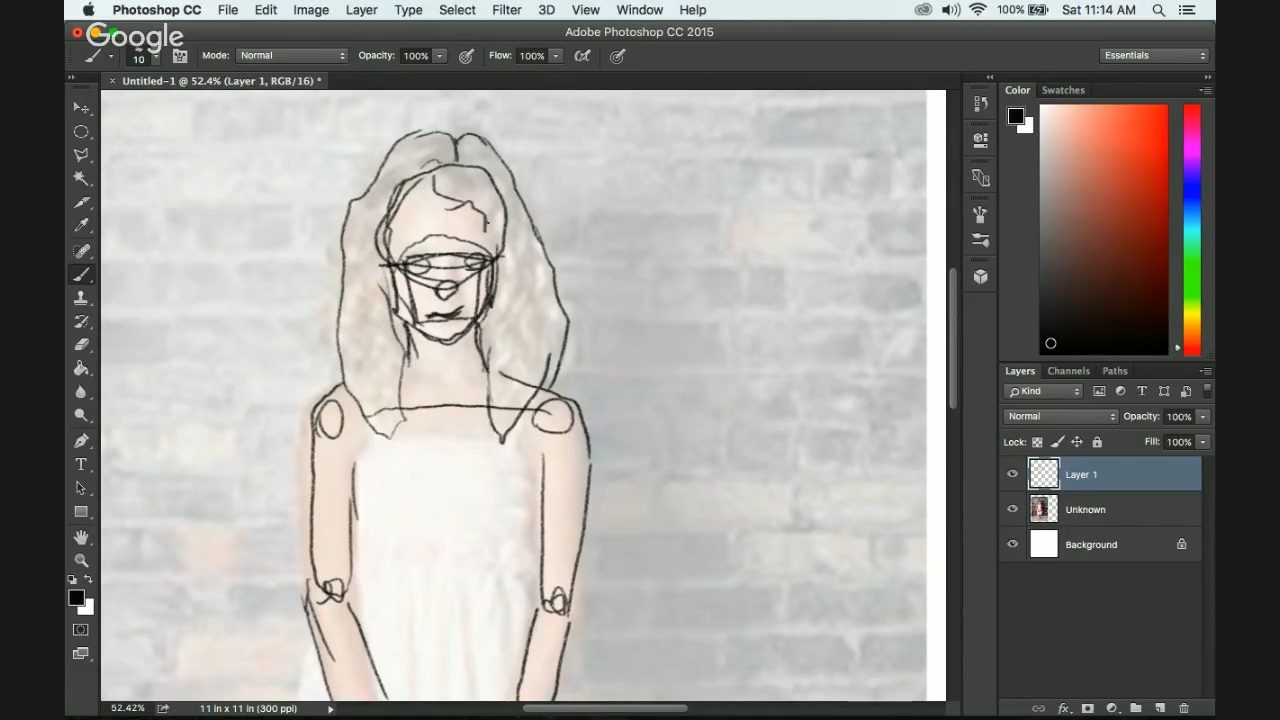 Photoshop CC File Edit Image Layer Type Select Filter 3D View Window Help 100% Sat 11:14 AM
Google
Adobe Photoshop CC 2015
10 Mode: Normal Opacity: 100% Flow: 100% Essentials
× Untitled-1 @ 52.4% (Layer 1, RGB/16) *
Color Swatches
Layers Channels Paths
Kind
Normal Opacity: 100%
Lock: Fill: 100%
Layer 1
Unknown
Background
52.42% 11 in x 11 in (300 ppi)